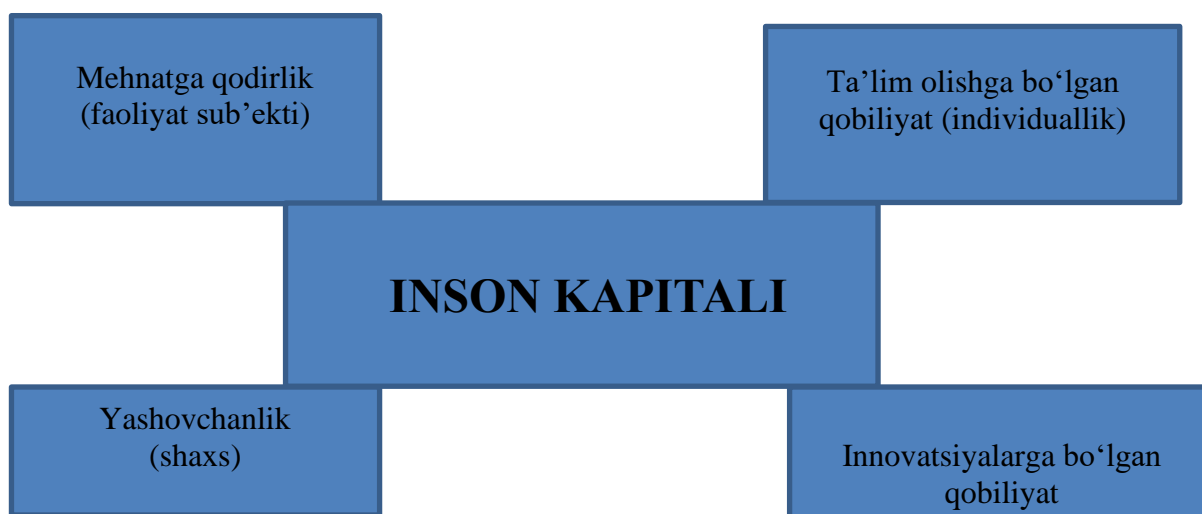 Mehnatga qodirlik
(faoliyat sub’ekti)
Ta’lim olishga bo‘lgan
qobiliyat (individuallik)
INSON KAPITALI
Yashovchanlik
(shaxs)
Innovatsiyalarga bo‘lgan
qobiliyat